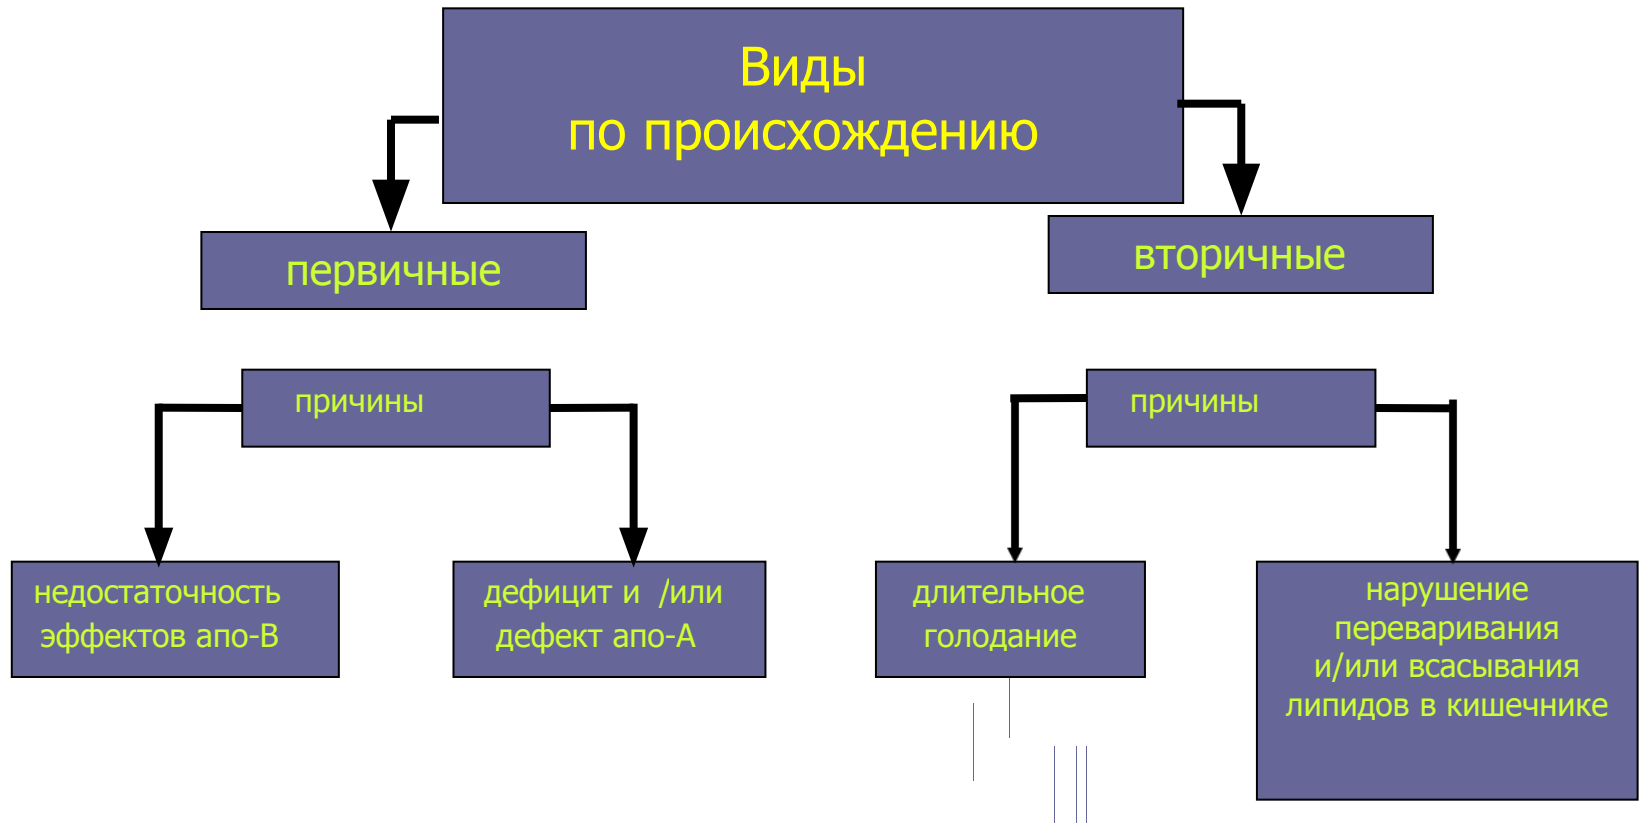 Виды
по происхождению
первичные
вторичные
причины
причины
недостаточность
эффектов апо-В
дефицит и /или
дефект апо-А
длительное
голодание
нарушение
переваривания
и/или всасывания
липидов в кишечнике